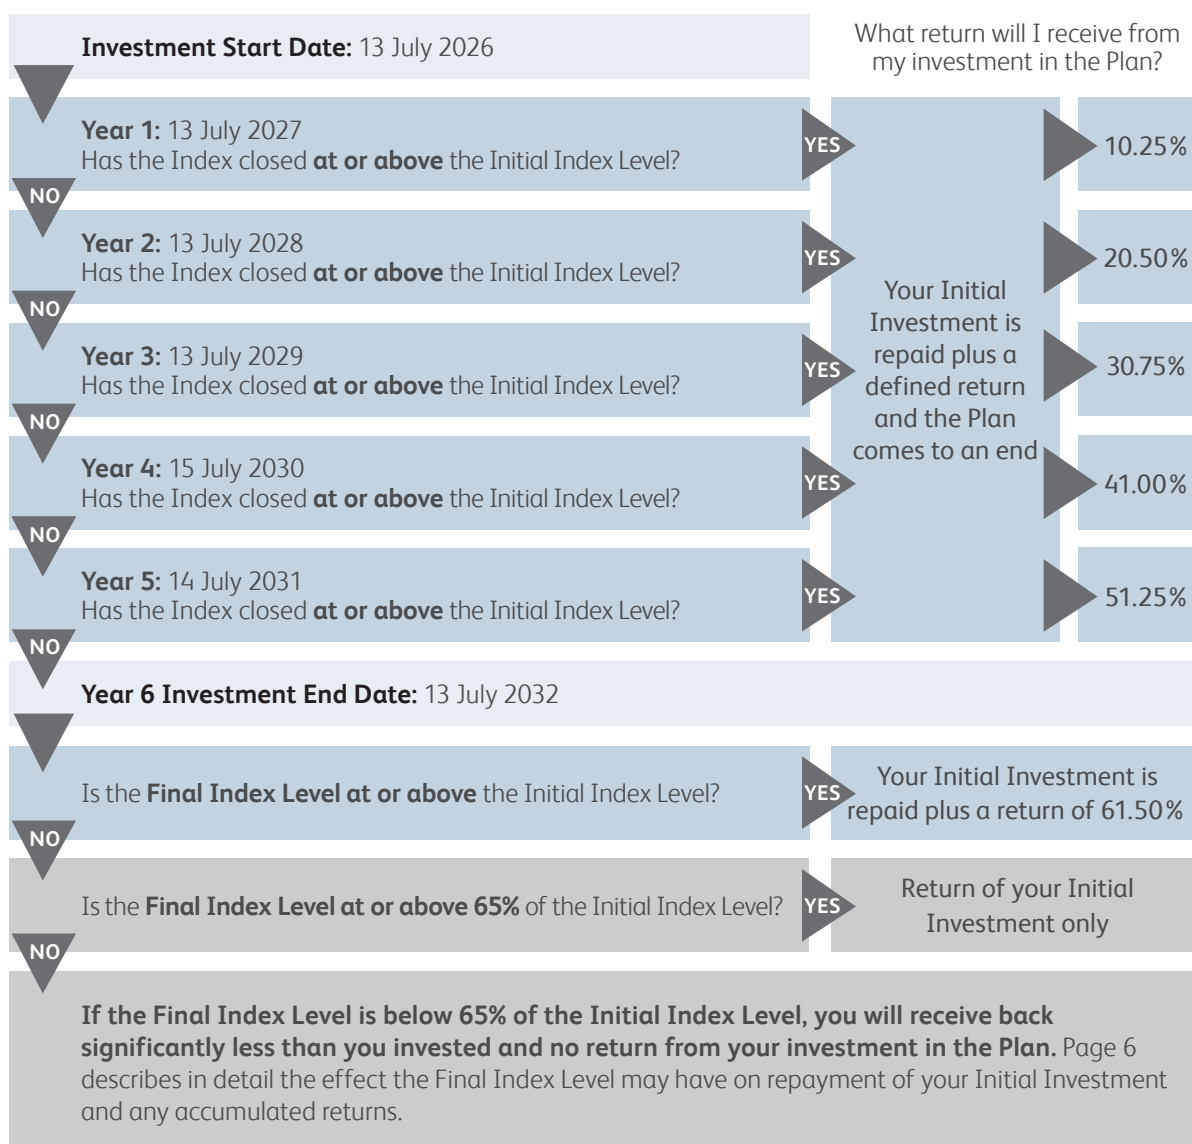 Investment Start Date: 13 July 2026
What return will I receive from
my investment in the Plan?
Year 1: 13 July 2027
Has the Index closed at or above the Initial Index Level?
YES
10.25%
NO
Year 2: 13 July 2028
Has the Index closed at or above the Initial Index Level?
YES
20.50%
NO
Year 3: 13 July 2029
Has the Index closed at or above the Initial Index Level?
YES
30.75%
NO
Year 4: 15 July 2030
Has the Index closed at or above the Initial Index Level?
YES
41.00%
NO
Year 5: 14 July 2031
Has the Index closed at or above the Initial Index Level?
YES
51.25%
Your Initial
Investment is
repaid plus a
defined return
and the Plan
comes to an end
NO
Year 6 Investment End Date: 13 July 2032
Is the Final Index Level at or above the Initial Index Level?
YES
Your Initial Investment is
repaid plus a return of 61.50%
NO
Is the Final Index Level at or above 65% of the Initial Index Level?
YES
Return of your Initial
Investment only
NO
If the Final Index Level is below 65% of the Initial Index Level, you will receive back
significantly less than you invested and no return from your investment in the Plan. Page 6
describes in detail the effect the Final Index Level may have on repayment of your Initial Investment
and any accumulated returns.